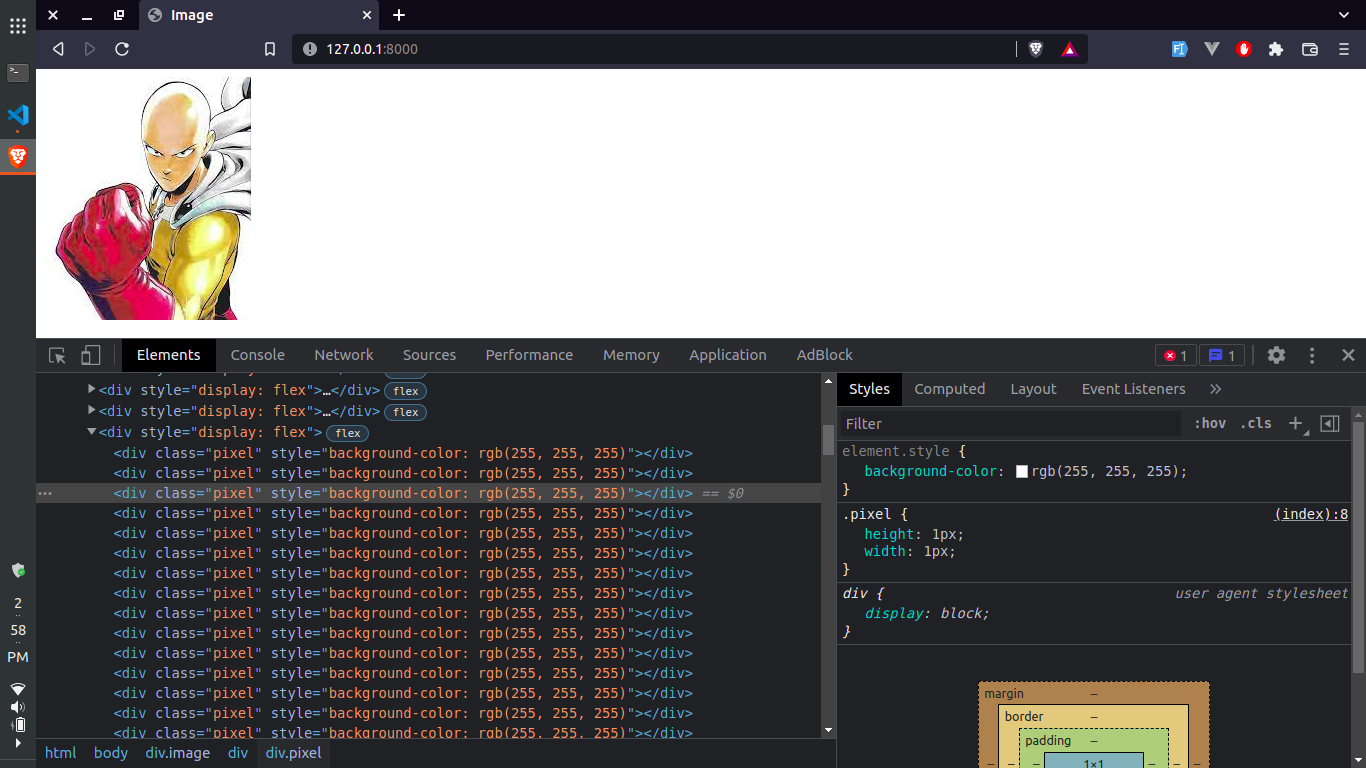 Image
127.0.0.1:8000
Elements Console Network Sources Performance Memory Application AdBlock 1 1
<div style="display: flex">…</div> flex
<div style="display: flex">…</div> flex
<div style="display: flex"> flex
<div class="pixel" style="background-color: rgb(255, 255, 255)"></div>
<div class="pixel" style="background-color: rgb(255, 255, 255)"></div>
<div class="pixel" style="background-color: rgb(255, 255, 255)"></div> == $0
<div class="pixel" style="background-color: rgb(255, 255, 255)"></div>
<div class="pixel" style="background-color: rgb(255, 255, 255)"></div>
<div class="pixel" style="background-color: rgb(255, 255, 255)"></div>
<div class="pixel" style="background-color: rgb(255, 255, 255)"></div>
<div class="pixel" style="background-color: rgb(255, 255, 255)"></div>
<div class="pixel" style="background-color: rgb(255, 255, 255)"></div>
<div class="pixel" style="background-color: rgb(255, 255, 255)"></div>
<div class="pixel" style="background-color: rgb(255, 255, 255)"></div>
<div class="pixel" style="background-color: rgb(255, 255, 255)"></div>
<div class="pixel" style="background-color: rgb(255, 255, 255)"></div>
<div class="pixel" style="background-color: rgb(255, 255, 255)"></div>
<div class="pixel" style="background-color: rgb(255, 255, 255)"></div>
html body div.image div div.pixel
Styles Computed Layout Event Listeners »
Filter :hov .cls +
element.style {
background-color: rgb(255, 255, 255);
}
.pixel { (index):8
height: 1px;
width: 1px;
}
div { user agent stylesheet
display: block;
}
margin –
border –
padding –
– – – 1×1 – – –
2
58
PM